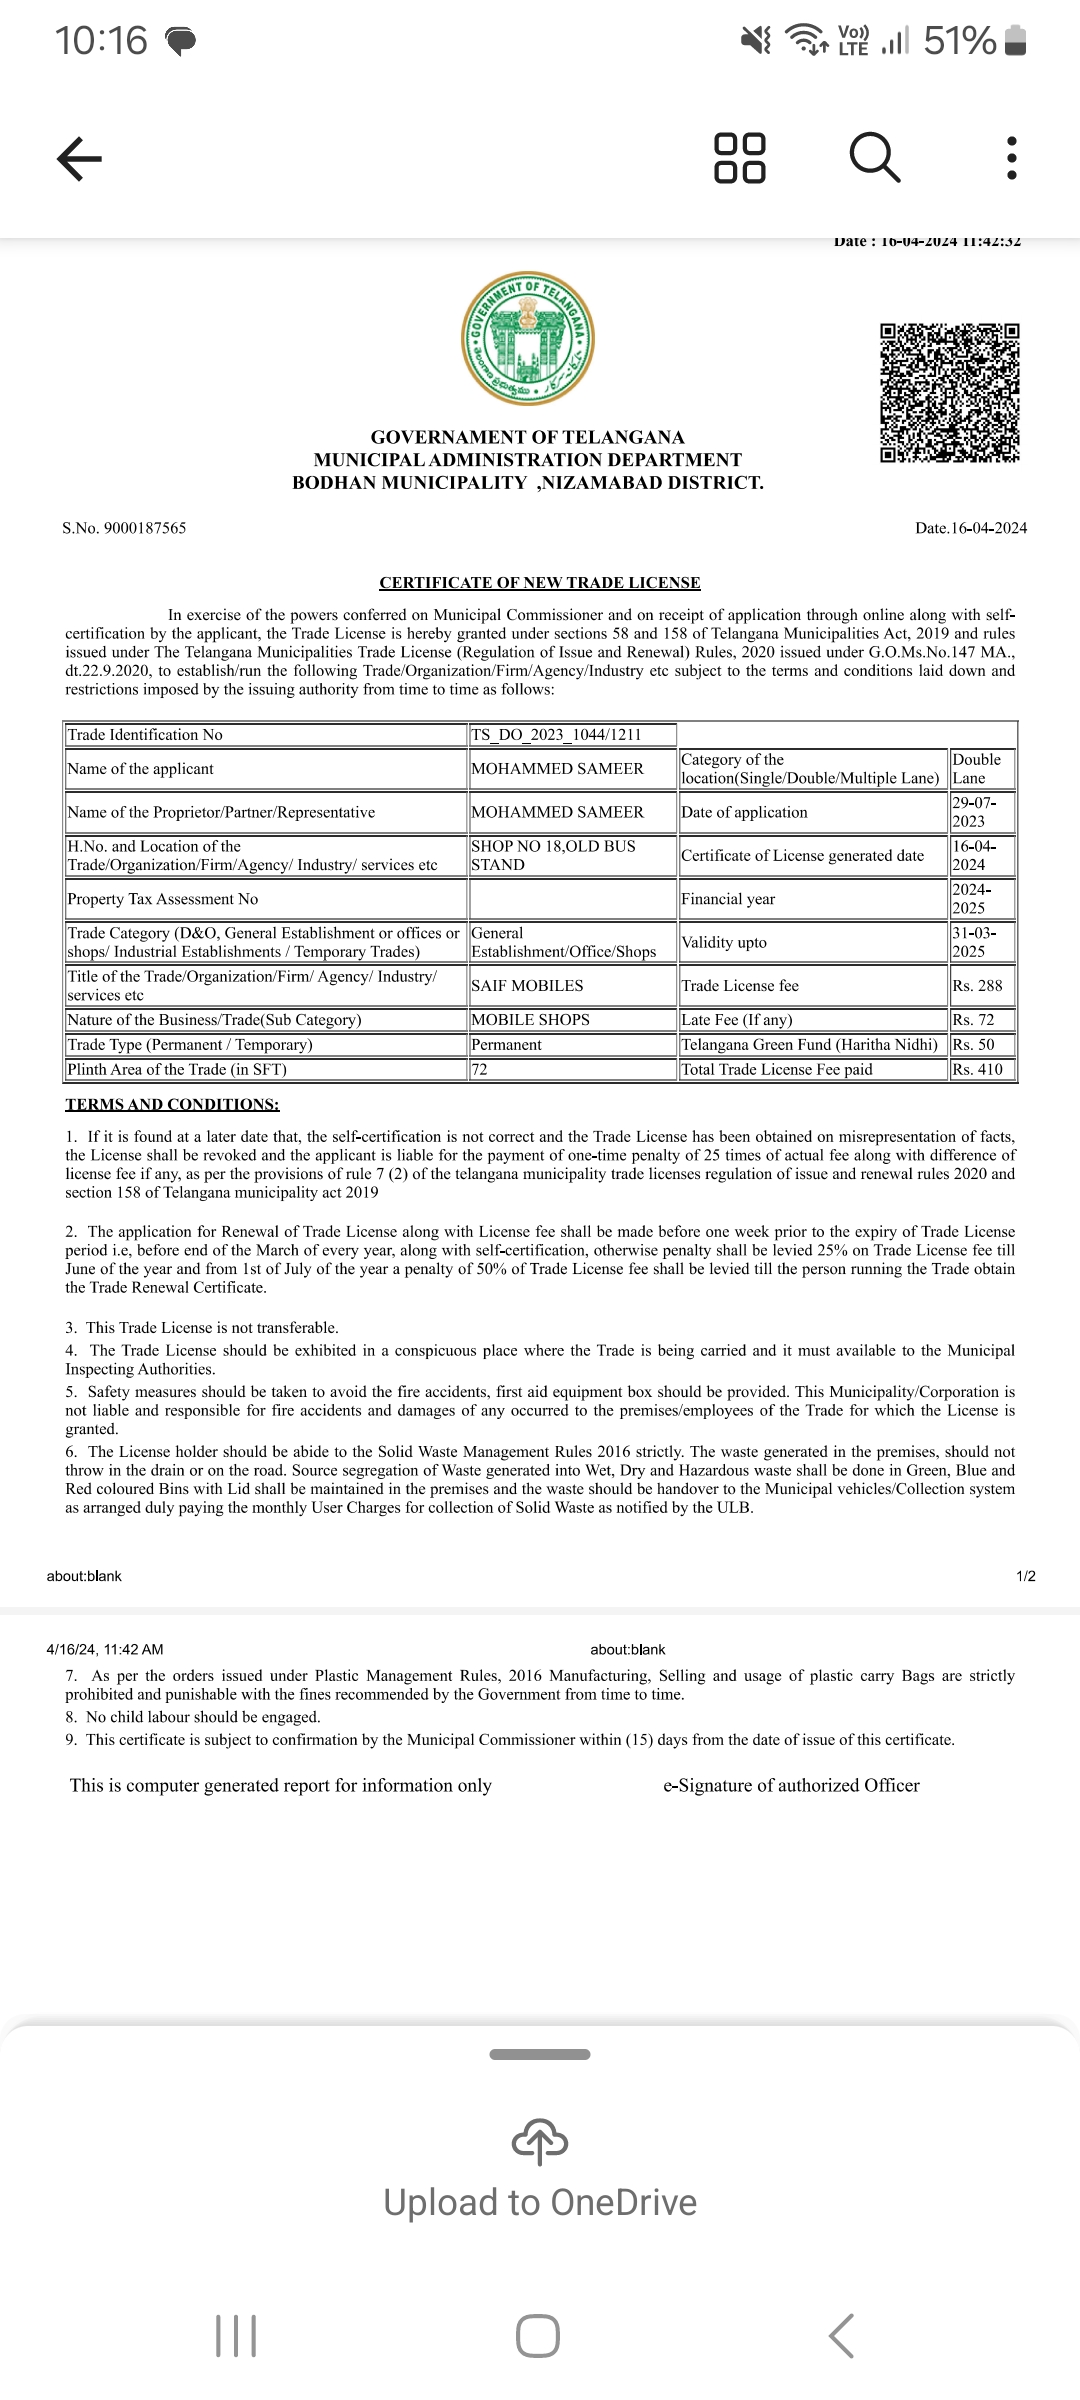 10:16
Vo))
LTE
51%
Date : 16-04-2024 11:42:32
GOVERNMENT OF TELANGANA
GOVERNAMENT OF TELANGANA
MUNICIPAL ADMINISTRATION DEPARTMENT
BODHAN MUNICIPALITY ,NIZAMABAD DISTRICT.
S.No. 9000187565 Date.16-04-2024
CERTIFICATE OF NEW TRADE LICENSE
In exercise of the powers conferred on Municipal Commissioner and on receipt of application through online along with self-
certification by the applicant, the Trade License is hereby granted under sections 58 and 158 of Telangana Municipalities Act, 2019 and rules
issued under The Telangana Municipalities Trade License (Regulation of Issue and Renewal) Rules, 2020 issued under G.O.Ms.No.147 MA.,
dt.22.9.2020, to establish/run the following Trade/Organization/Firm/Agency/Industry etc subject to the terms and conditions laid down and
restrictions imposed by the issuing authority from time to time as follows:
Trade Identification No TS_DO_2023_1044/1211
Name of the applicant MOHAMMED SAMEER Category of the
location(Single/Double/Multiple Lane) Double
Lane
Name of the Proprietor/Partner/Representative MOHAMMED SAMEER Date of application 29-07-
2023
H.No. and Location of the
Trade/Organization/Firm/Agency/ Industry/ services etc SHOP NO 18,OLD BUS
STAND Certificate of License generated date 16-04-
2024
Property Tax Assessment No Financial year 2024-
2025
Trade Category (D&O, General Establishment or offices or
shops/ Industrial Establishments / Temporary Trades) General
Establishment/Office/Shops Validity upto 31-03-
2025
Title of the Trade/Organization/Firm/ Agency/ Industry/
services etc SAIF MOBILES Trade License fee Rs. 288
Nature of the Business/Trade(Sub Category) MOBILE SHOPS Late Fee (If any) Rs. 72
Trade Type (Permanent / Temporary) Permanent Telangana Green Fund (Haritha Nidhi) Rs. 50
Plinth Area of the Trade (in SFT) 72 Total Trade License Fee paid Rs. 410
TERMS AND CONDITIONS:
1. If it is found at a later date that, the self-certification is not correct and the Trade License has been obtained on misrepresentation of facts,
the License shall be revoked and the applicant is liable for the payment of one-time penalty of 25 times of actual fee along with difference of
license fee if any, as per the provisions of rule 7 (2) of the telangana municipality trade licenses regulation of issue and renewal rules 2020 and
section 158 of Telangana municipality act 2019
2. The application for Renewal of Trade License along with License fee shall be made before one week prior to the expiry of Trade License
period i.e, before end of the March of every year, along with self-certification, otherwise penalty shall be levied 25% on Trade License fee till
June of the year and from 1st of July of the year a penalty of 50% of Trade License fee shall be levied till the person running the Trade obtain
the Trade Renewal Certificate.
3. This Trade License is not transferable.
4. The Trade License should be exhibited in a conspicuous place where the Trade is being carried and it must available to the Municipal
Inspecting Authorities.
5. Safety measures should be taken to avoid the fire accidents, first aid equipment box should be provided. This Municipality/Corporation is
not liable and responsible for fire accidents and damages of any occurred to the premises/employees of the Trade for which the License is
granted.
6. The License holder should be abide to the Solid Waste Management Rules 2016 strictly. The waste generated in the premises, should not
throw in the drain or on the road. Source segregation of Waste generated into Wet, Dry and Hazardous waste shall be done in Green, Blue and
Red coloured Bins with Lid shall be maintained in the premises and the waste should be handover to the Municipal vehicles/Collection system
as arranged duly paying the monthly User Charges for collection of Solid Waste as notified by the ULB.
about:blank 1/2
4/16/24, 11:42 AM about:blank
7. As per the orders issued under Plastic Management Rules, 2016 Manufacturing, Selling and usage of plastic carry Bags are strictly
prohibited and punishable with the fines recommended by the Government from time to time.
8. No child labour should be engaged.
9. This certificate is subject to confirmation by the Municipal Commissioner within (15) days from the date of issue of this certificate.
This is computer generated report for information only e-Signature of authorized Officer
Upload to OneDrive